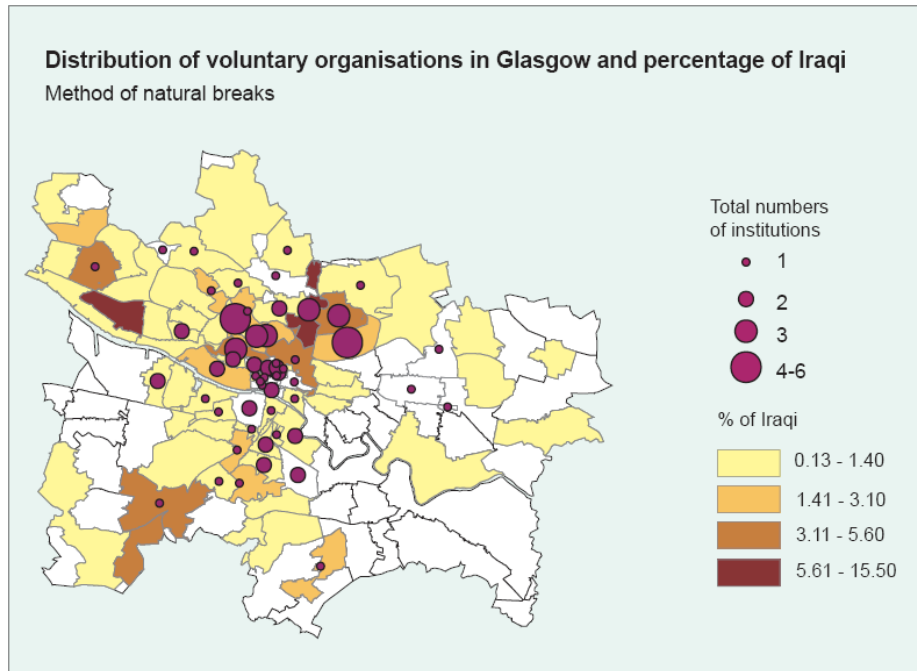 Distribution of voluntary organisations in Glasgow and percentage of Iraqi
Method of natural breaks
Total numbers
of institutions
1
2
3
4-6
% of Iraqi
0.13 - 1.40
1.41 - 3.10
3.11 - 5.60
5.61 - 15.50